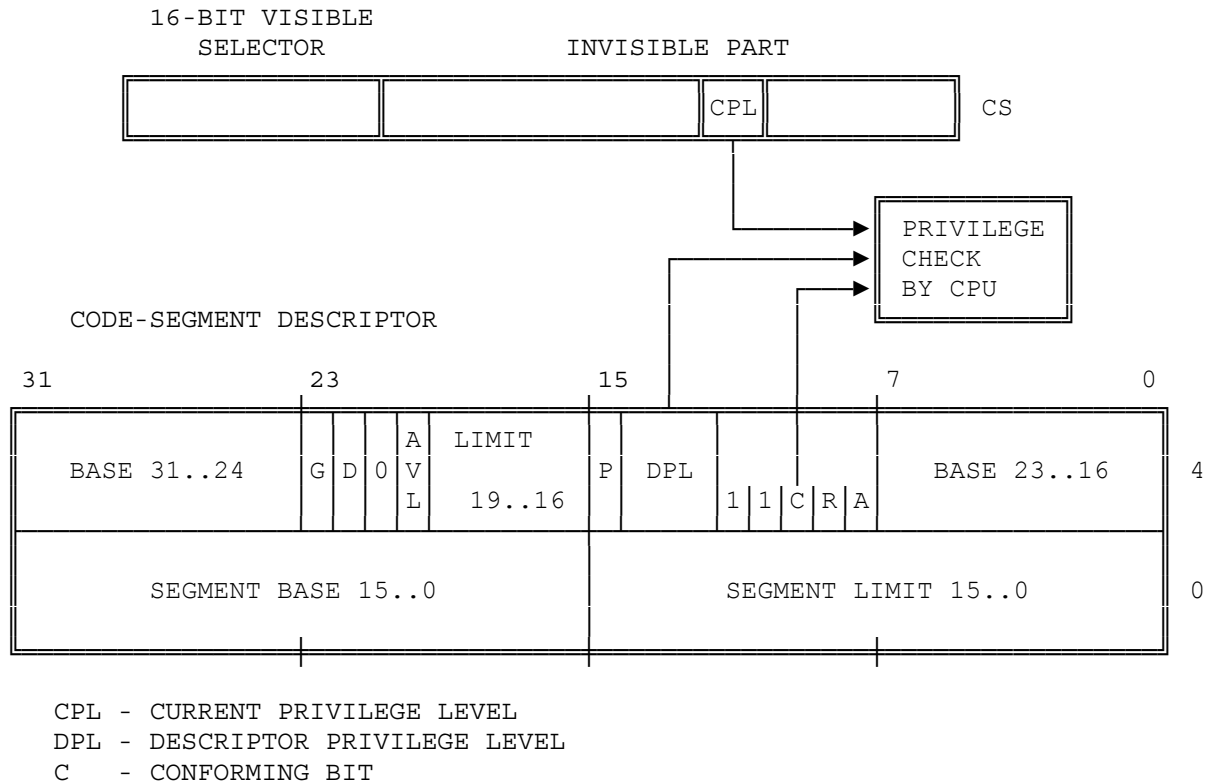 16-BIT VISIBLE
SELECTOR INVISIBLE PART
CPL CS
PRIVILEGE
CHECK
BY CPU
CODE-SEGMENT DESCRIPTOR
31 23 15 7 0
BASE 31..24 G D 0 AVL LIMIT 19..16 P DPL 1 1 C R A BASE 23..16 4
SEGMENT BASE 15..0 SEGMENT LIMIT 15..0 0
CPL - CURRENT PRIVILEGE LEVEL
DPL - DESCRIPTOR PRIVILEGE LEVEL
C - CONFORMING BIT